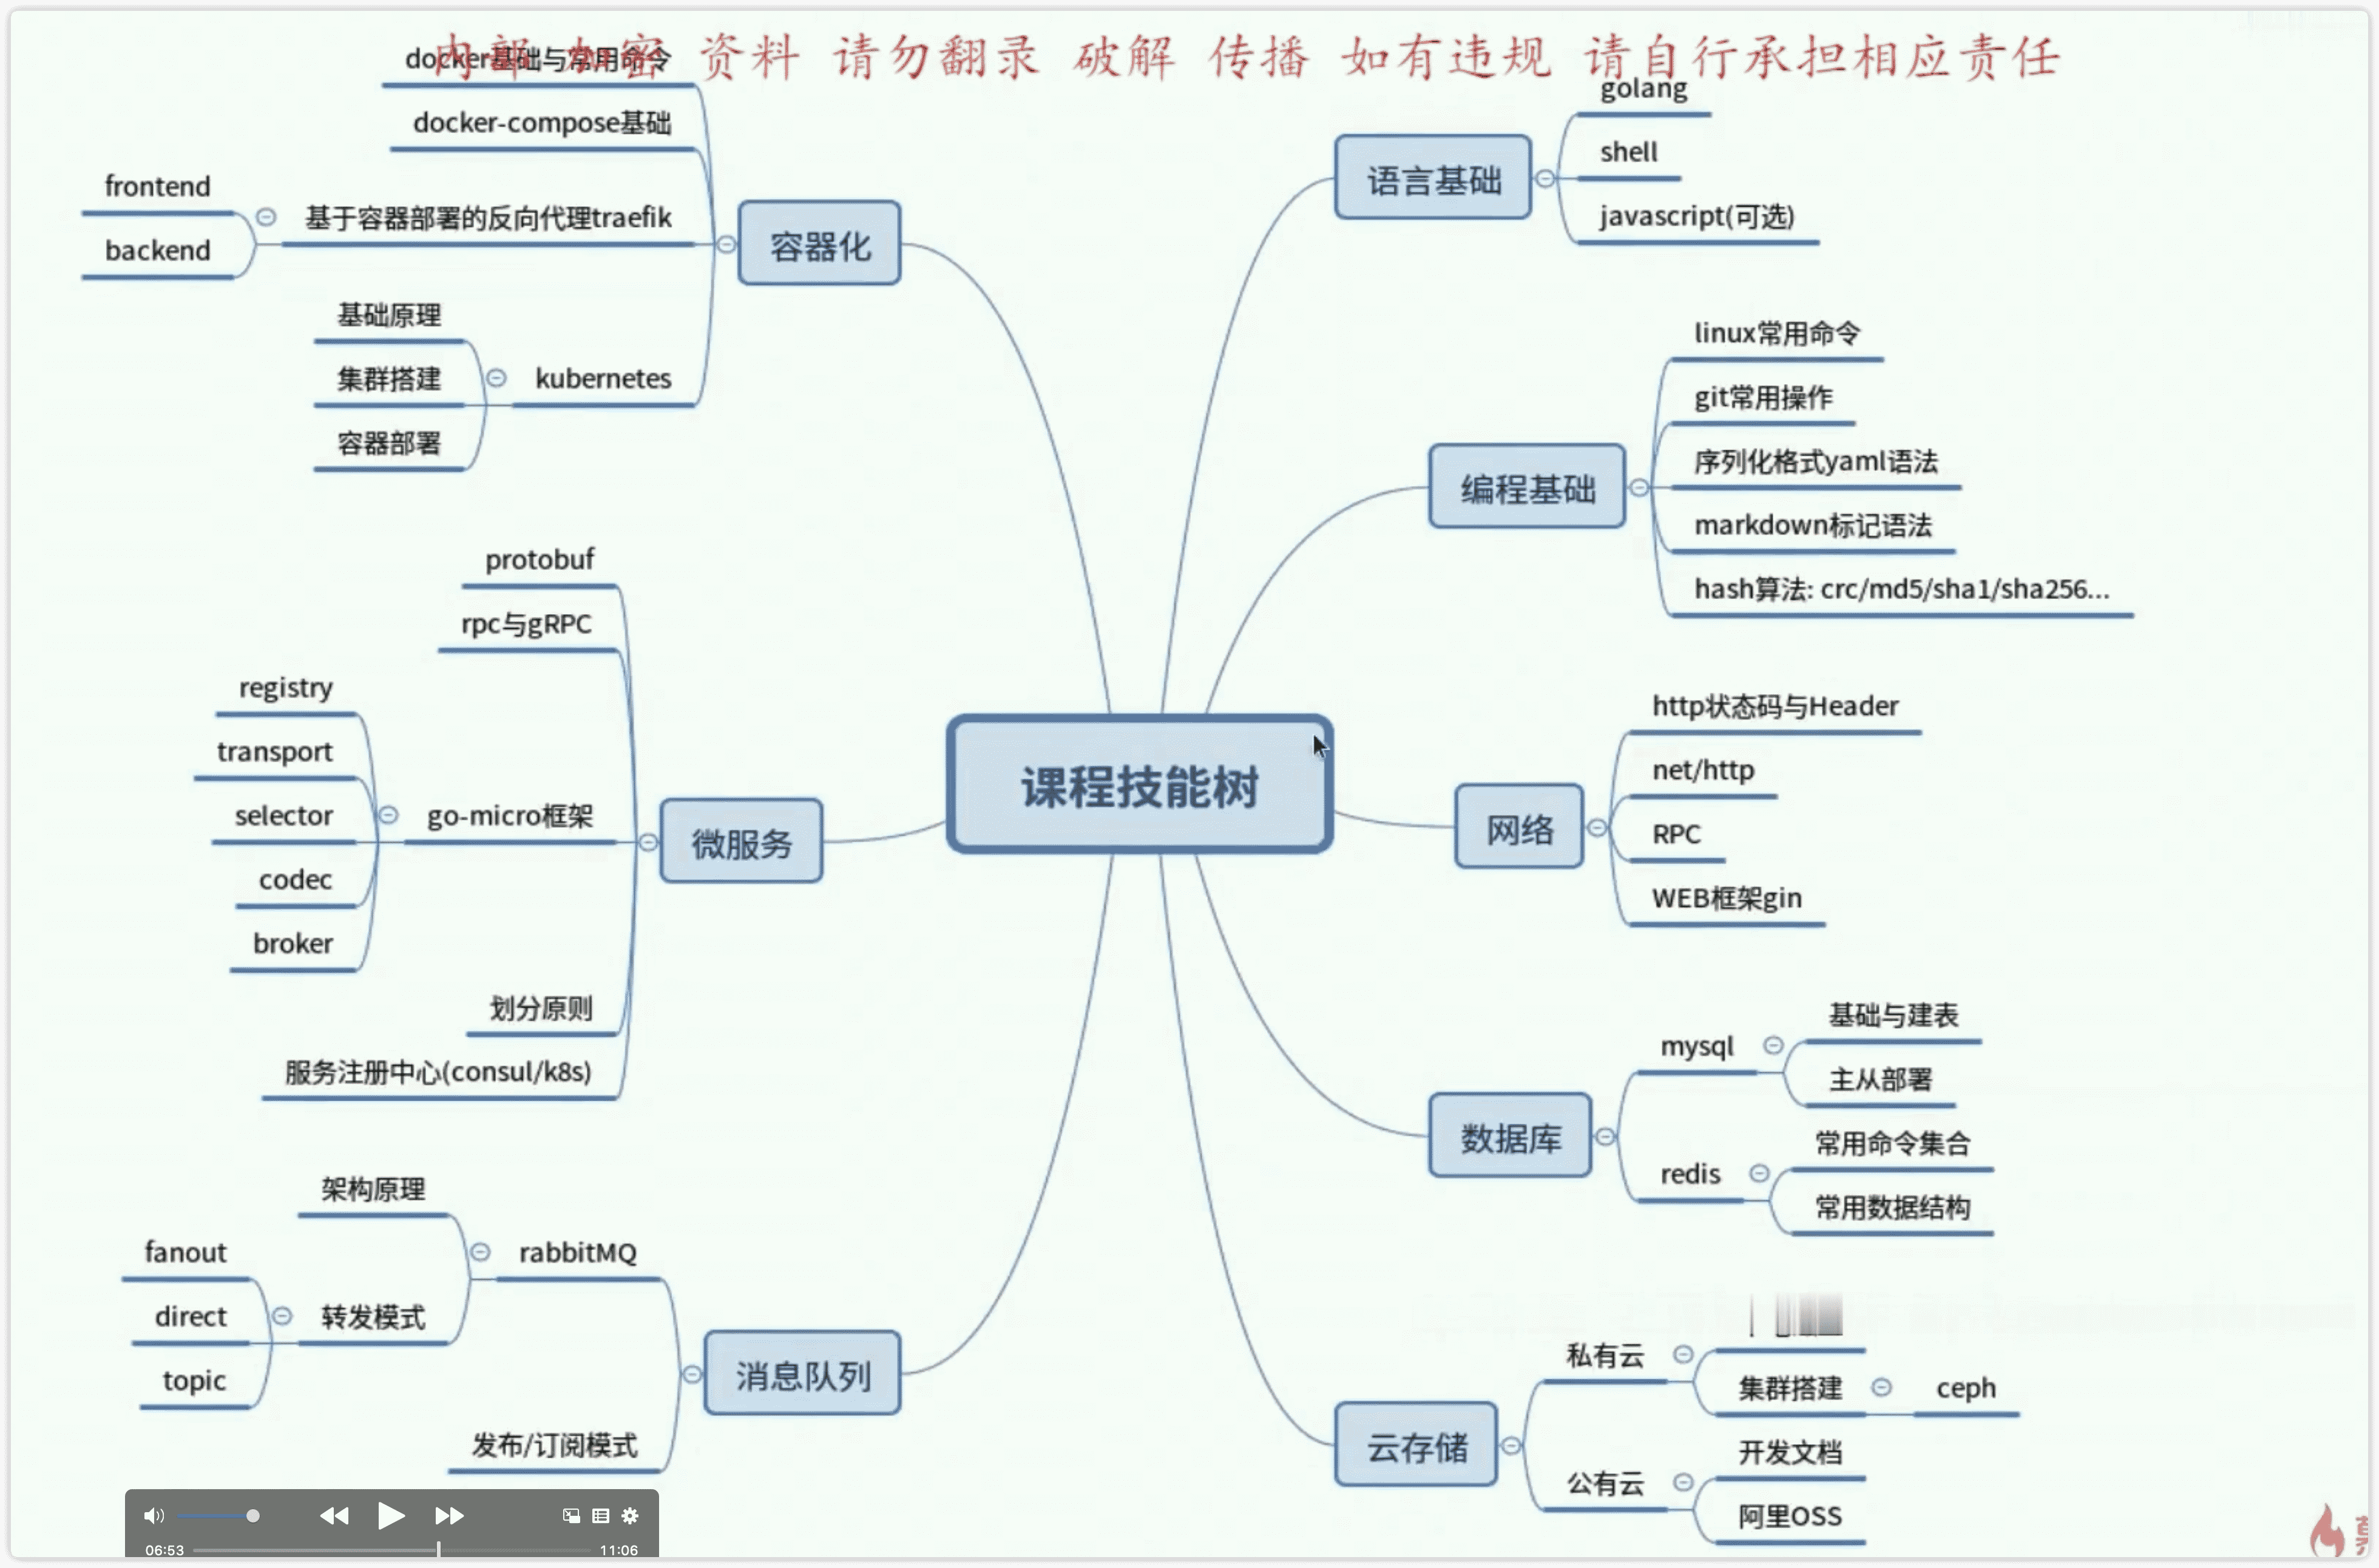 内部 加密 资料 请勿翻录 破解 传播 如有违规 请自行承担相应责任
课程技能树
容器化
docker基础与常用命令
docker-compose基础
基于容器部署的反向代理traefik
frontend
backend
kubernetes
基础原理
集群搭建
容器部署
微服务
protobuf
rpc与gRPC
go-micro框架
registry
transport
selector
codec
broker
划分原则
服务注册中心(consul/k8s)
消息队列
rabbitMQ
架构原理
转发模式
fanout
direct
topic
发布/订阅模式
语言基础
golang
shell
javascript(可选)
编程基础
linux常用命令
git常用操作
序列化格式yaml语法
markdown标记语法
hash算法: crc/md5/sha1/sha256...
网络
http状态码与Header
net/http
RPC
WEB框架gin
数据库
mysql
基础与建表
主从部署
redis
常用命令集合
常用数据结构
云存储
私有云
集群搭建
ceph
公有云
开发文档
阿里OSS
06:53
11:06